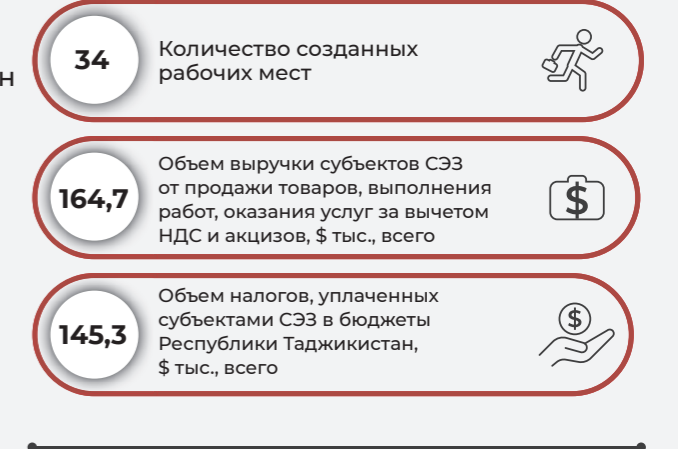 34
Количество созданных
рабочих мест
н
164,7
Объем выручки субъектов СЭЗ
от продажи товаров, выполнения
работ, оказания услуг за вычетом
НДС и акцизов, $ тыс., всего
$
145,3
Объем налогов, уплаченных
субъектами СЭЗ в бюджеты
Республики Таджикистан,
$ тыс., всего
$